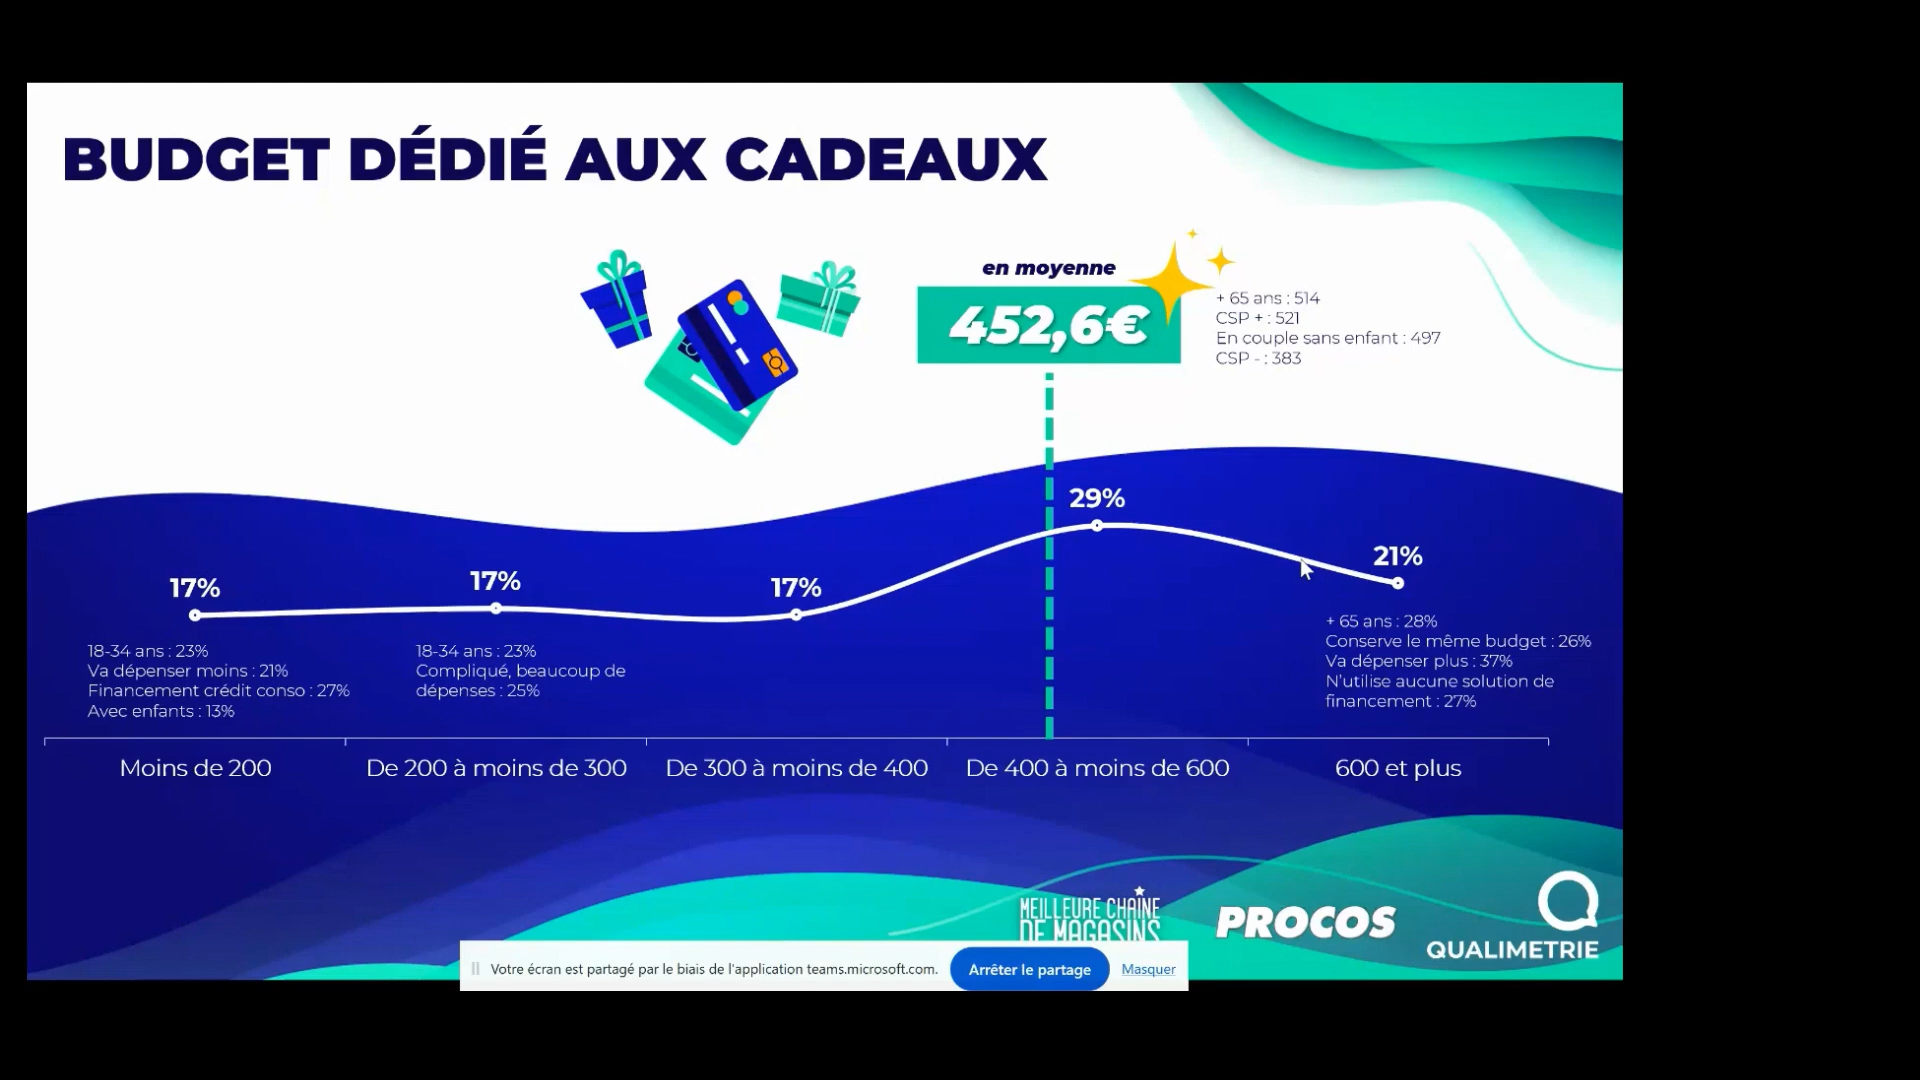 BUDGET DÉDIÉ AUX CADEAUX
en moyenne
452,6€
+ 65 ans : 514
CSP + : 521
En couple sans enfant : 497
CSP - : 383
17%
17%
17%
29%
21%
18-34 ans : 23%
Va dépenser moins : 21%
Financement crédit conso : 27%
Avec enfants : 13%
18-34 ans : 23%
Compliqué, beaucoup de
dépenses : 25%
+ 65 ans : 28%
Conserve le même budget : 26%
Va dépenser plus : 37%
N'utilise aucune solution de
financement : 27%
Moins de 200
De 200 à moins de 300
De 300 à moins de 400
De 400 à moins de 600
600 et plus
MEILLEURE CHAÎNE
DE MAGASINS
PROCOS
QUALIMETRIE
Votre écran est partagé par le biais de l'application teams.microsoft.com.
Arrêter le partage
Masquer